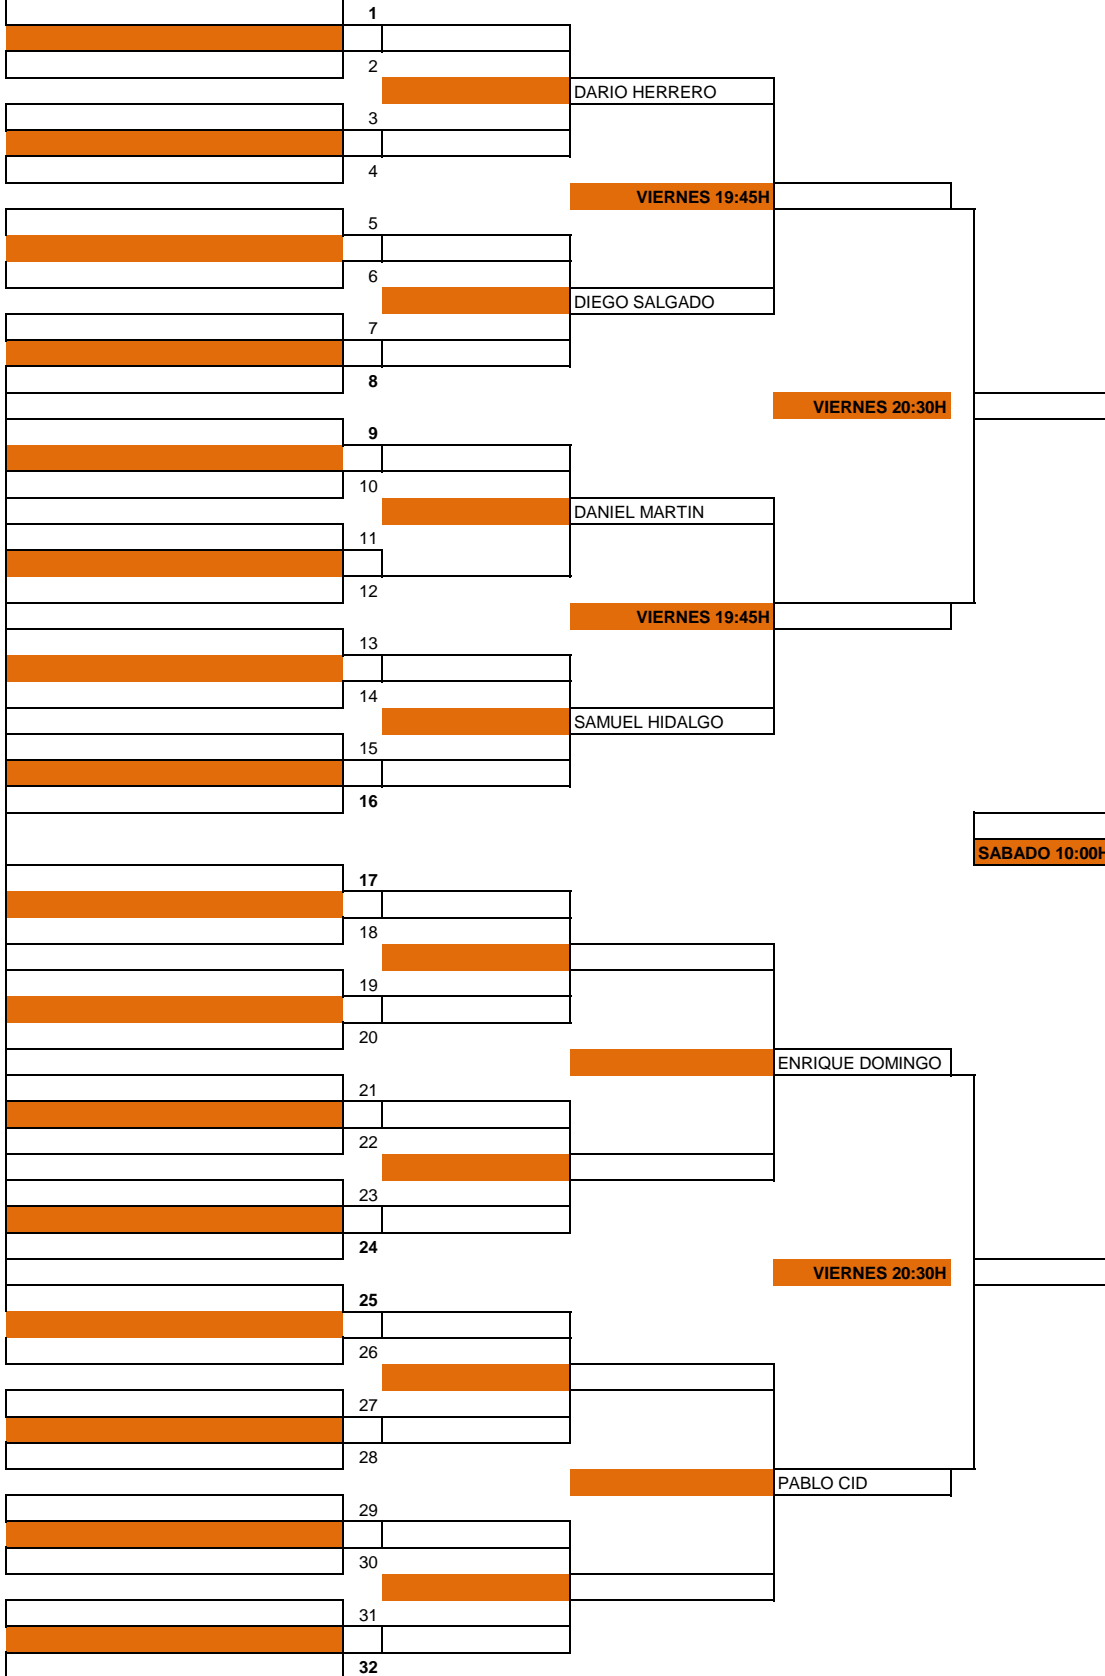 1
2
DARIO HERRERO
3
4
VIERNES 19:45H
5
6
DIEGO SALGADO
7
8
VIERNES 20:30H
9
10
DANIEL MARTIN
11
12
VIERNES 19:45H
13
14
SAMUEL HIDALGO
15
16
SABADO 10:00H
17
18
19
20
ENRIQUE DOMINGO
21
22
23
24
VIERNES 20:30H
25
26
27
28
PABLO CID
29
30
31
32